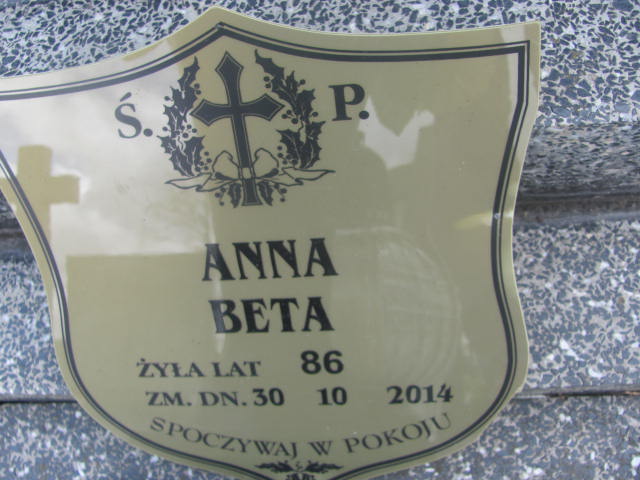 Ś. P.
ANNA
BETA
ŻYŁA LAT 86
ZM. DN. 30 10 2014
SPOCZYWAJ W POKOJU